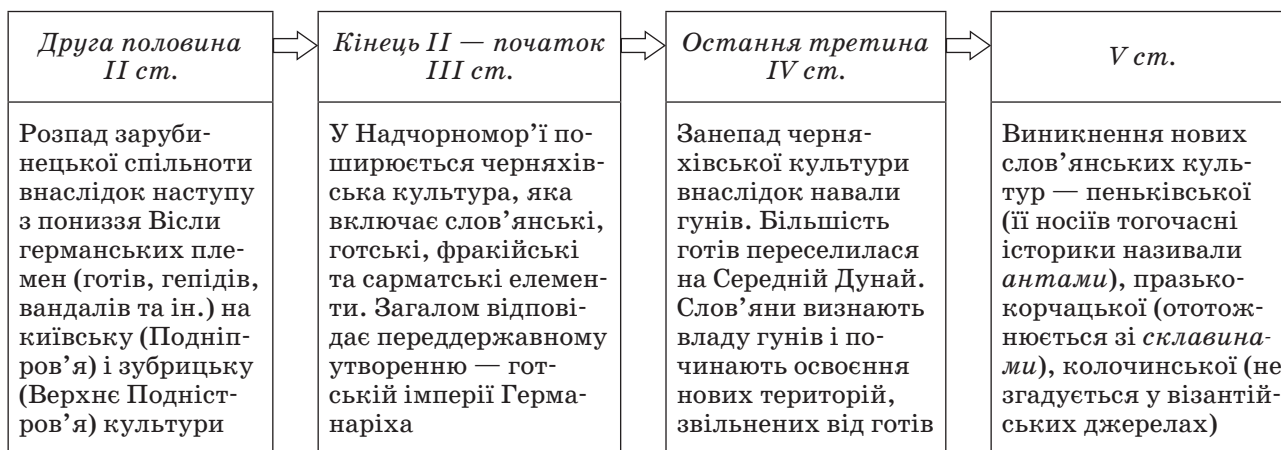 Друга половина
II ст.
Розпад заруби-
нецької спільноти
внаслідок наступу
з пониззя Вісли
германських пле-
мен (готів, гепідів,
вандалів та ін.) на
київську (Подніп-
ров’я) і зубрицьку
(Верхнє Подніст-
ров’я) культури
Кінець II — початок
III ст.
У Надчорномор’ї по-
ширюється черняхів-
ська культура, яка
включає слов’янські,
готські, фракійські
та сарматські елемен-
ти. Загалом відпові-
дає переддержавному
утворенню — гот-
ській імперії Герма-
наріха
Остання третина
IV ст.
Занепад черня-
хівської культури
внаслідок навали
гунів. Більшість
готів переселилася
на Середній Дунай.
Слов’яни визнають
владу гунів і по-
чинають освоєння
нових територій,
звільнених від готів
V ст.
Виникнення нових
слов’янських куль-
тур — пеньківської
(її носіїв тогочасні
історики називали
антами), празько-
корчацької (ототож-
нюється зі склавина-
ми), колочинської (не
згадується у візантій-
ських джерелах)